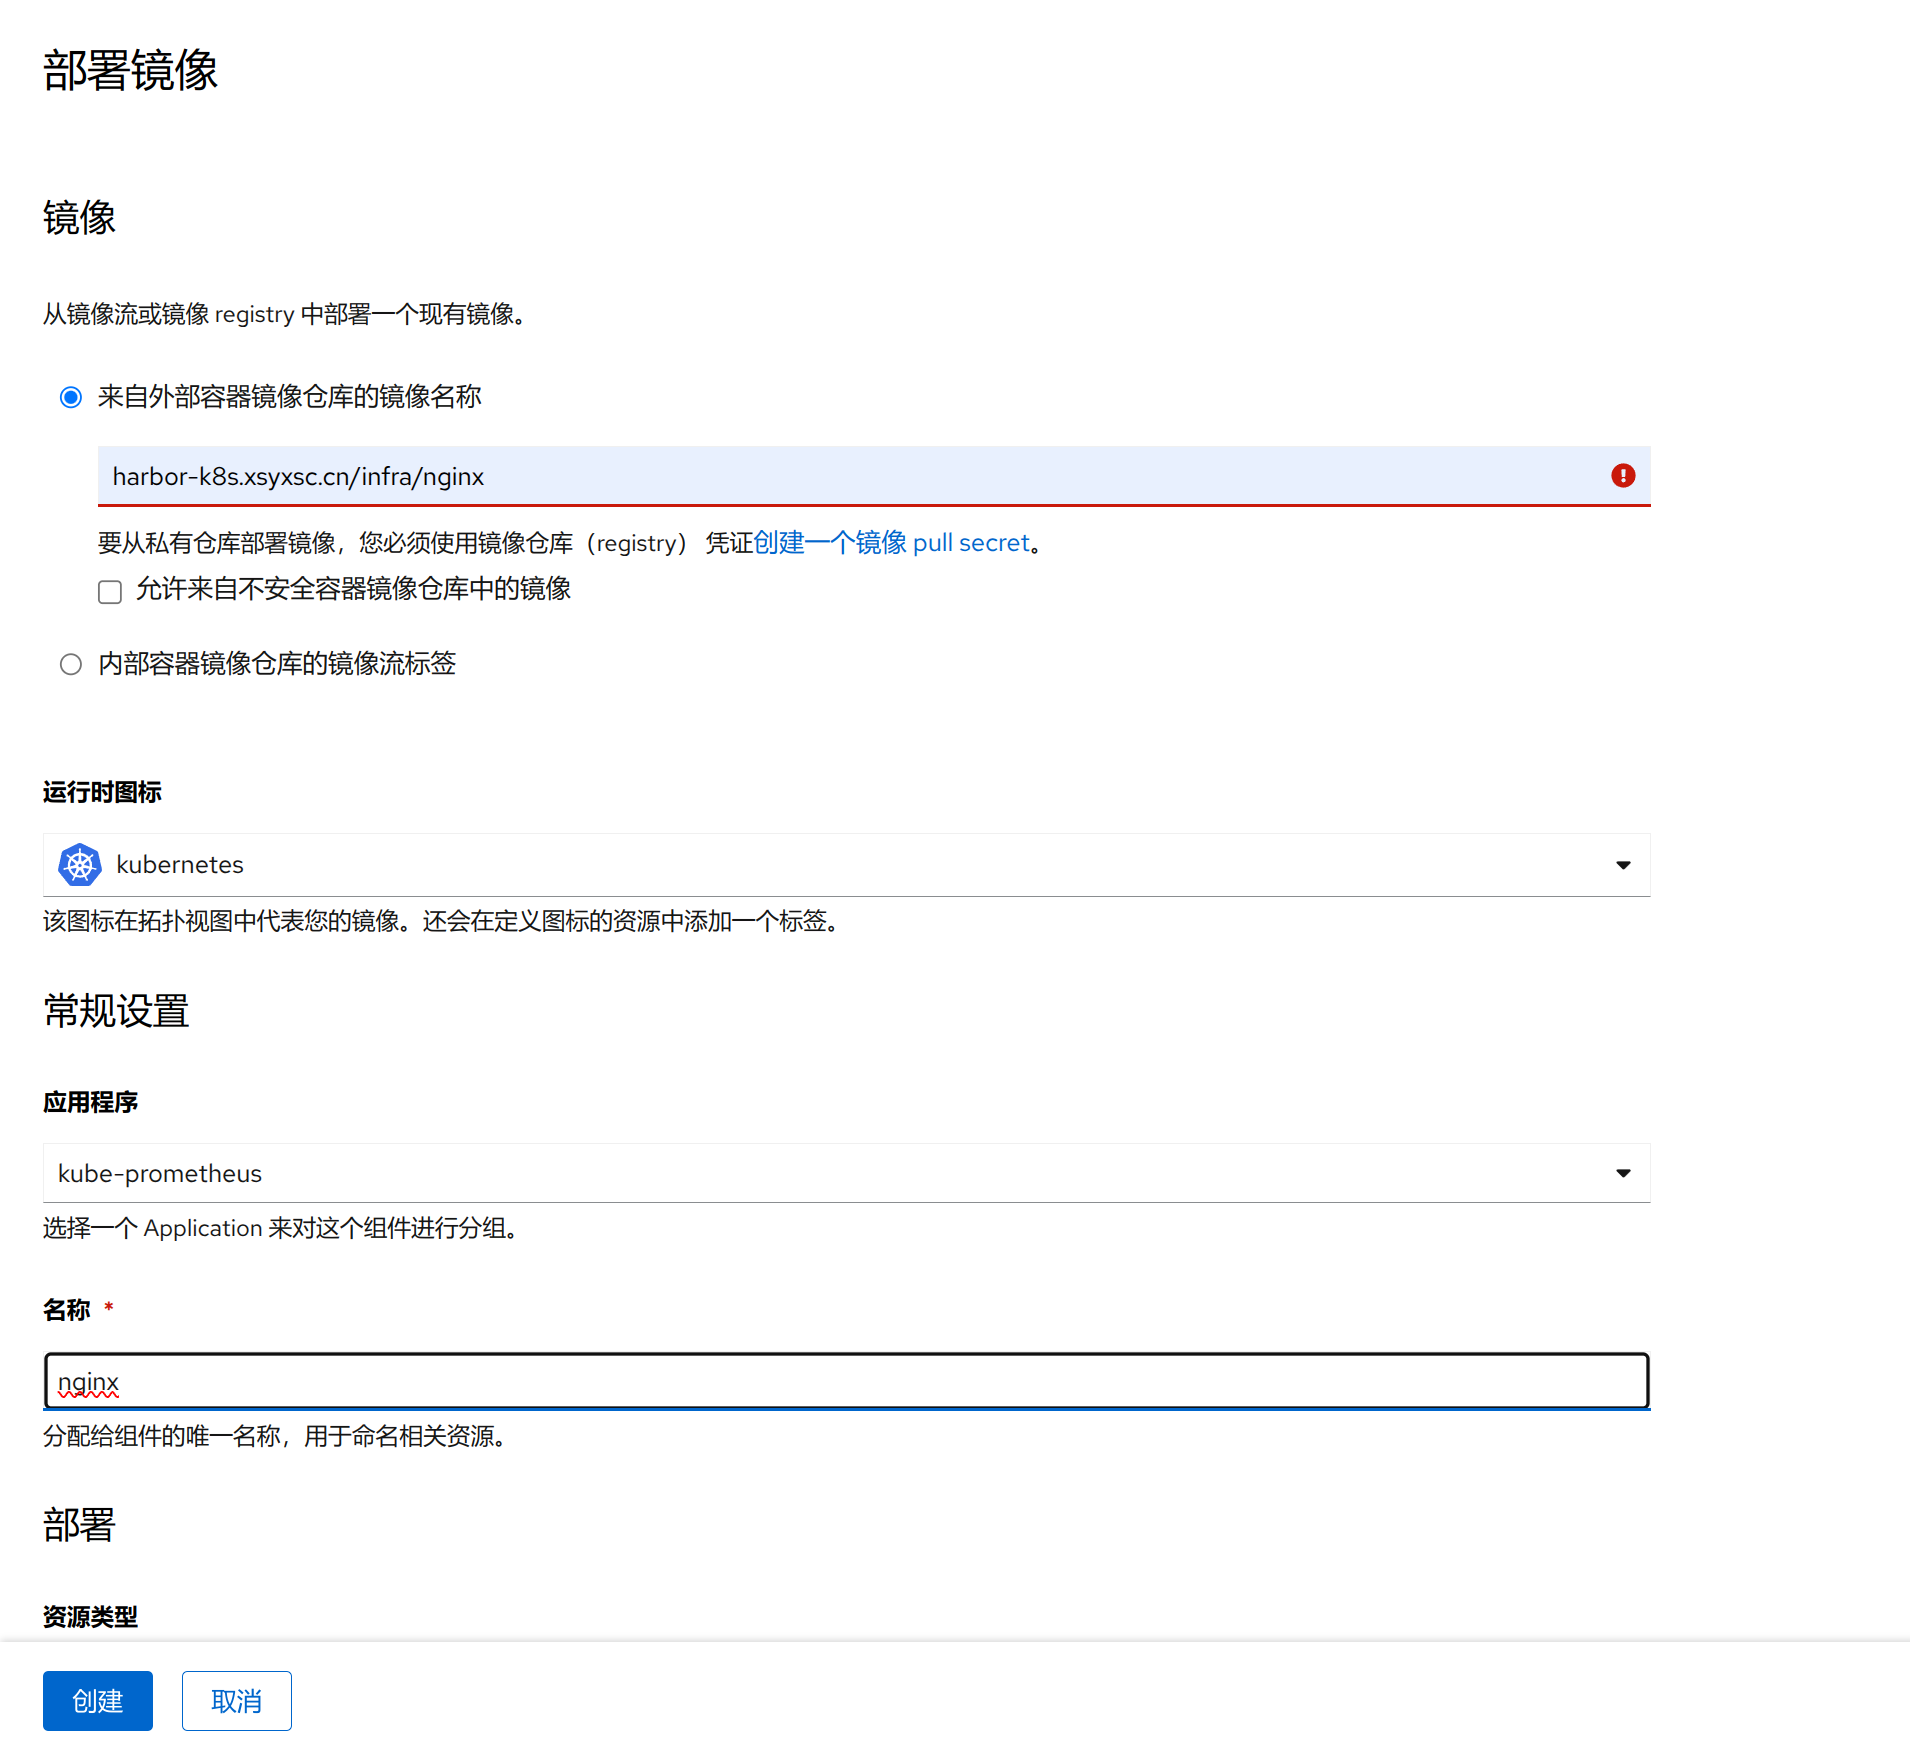 部署镜像
镜像
从镜像流或镜像 registry 中部署一个现有镜像。
来自外部容器镜像仓库的镜像名称
harbor-k8s.xsyxsc.cn/infra/nginx
要从私有仓库部署镜像，您必须使用镜像仓库（registry） 凭证创建一个镜像 pull secret。
允许来自不安全容器镜像仓库中的镜像
内部容器镜像仓库的镜像流标签
运行时图标
kubernetes
该图标在拓扑视图中代表您的镜像。还会在定义图标的资源中添加一个标签。
常规设置
应用程序
kube-prometheus
选择一个 Application 来对这个组件进行分组。
名称 *
nginx
分配给组件的唯一名称，用于命名相关资源。
部署
资源类型
创建 取消